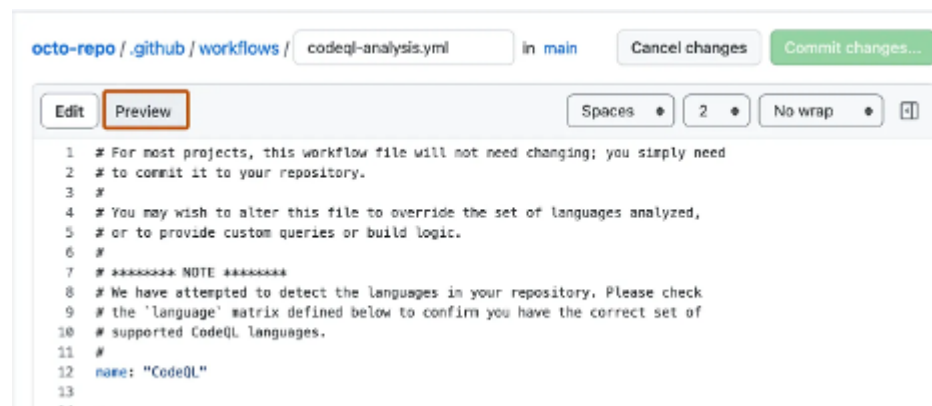 octo-repo / .github / workflows / codeql-analysis.yml in main Cancel changes Commit changes...
Edit Preview Spaces 2 No wrap
1 # For most projects, this workflow file will not need changing; you simply need
2 # to commit it to your repository.
3 #
4 # You may wish to alter this file to override the set of languages analyzed,
5 # or to provide custom queries or build logic.
6 #
7 # ******** NOTE ********
8 # We have attempted to detect the languages in your repository. Please check
9 # the `language` matrix defined below to confirm you have the correct set of
10 # supported CodeQL languages.
11 #
12 name: "CodeQL"
13